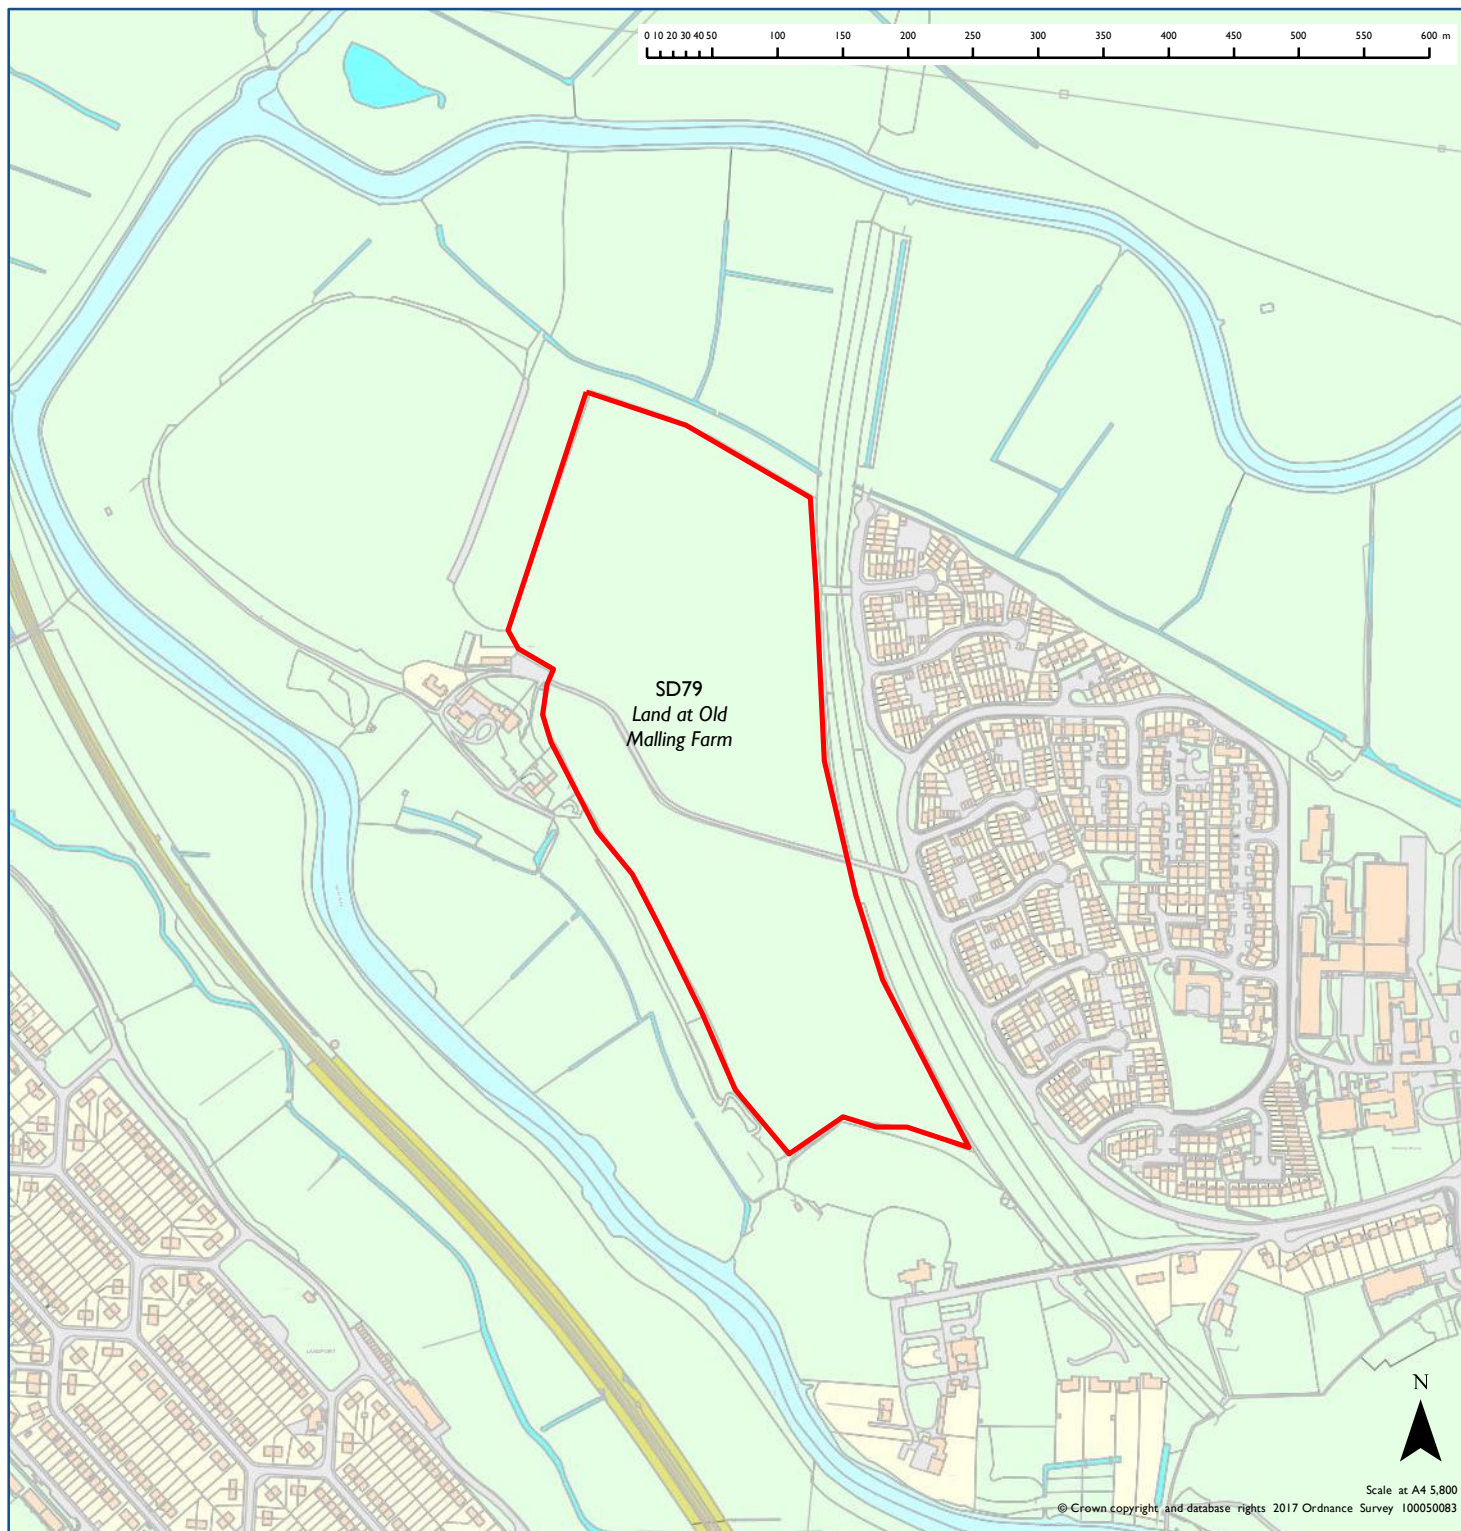 0 10 20 30 40 50 100 150 200 250 300 350 400 450 500 550 600 m
SD79
Land at Old
Malling Farm
LANDPORT
N
Scale at A4 5,800
© Crown copyright and database rights 2017 Ordnance Survey 100050083